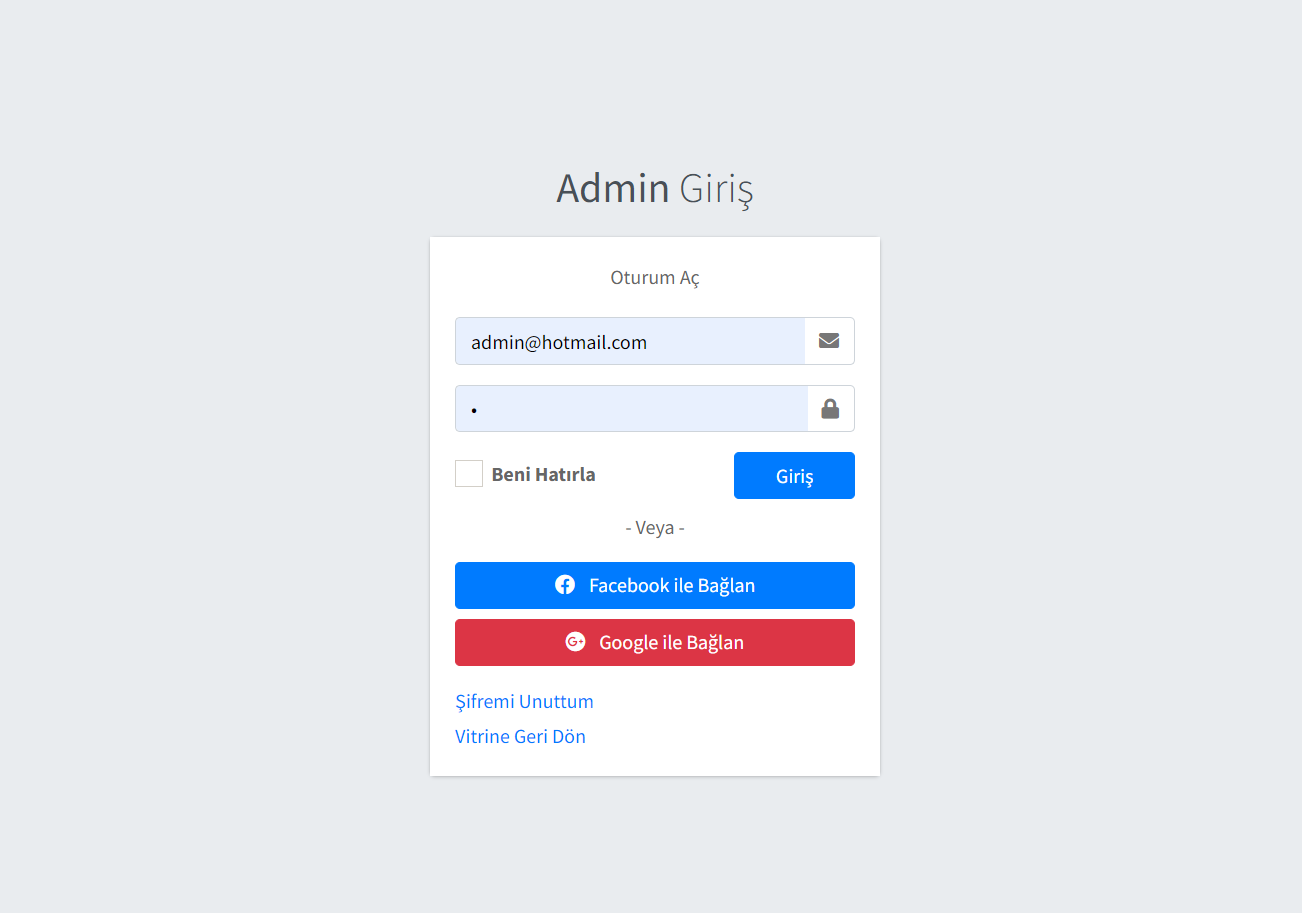 Admin Giriş
Oturum Aç
admin@hotmail.com
•
Beni Hatırla
Giriş
- Veya -
Facebook ile Bağlan
Google ile Bağlan
Şifremi Unuttum
Vitrine Geri Dön